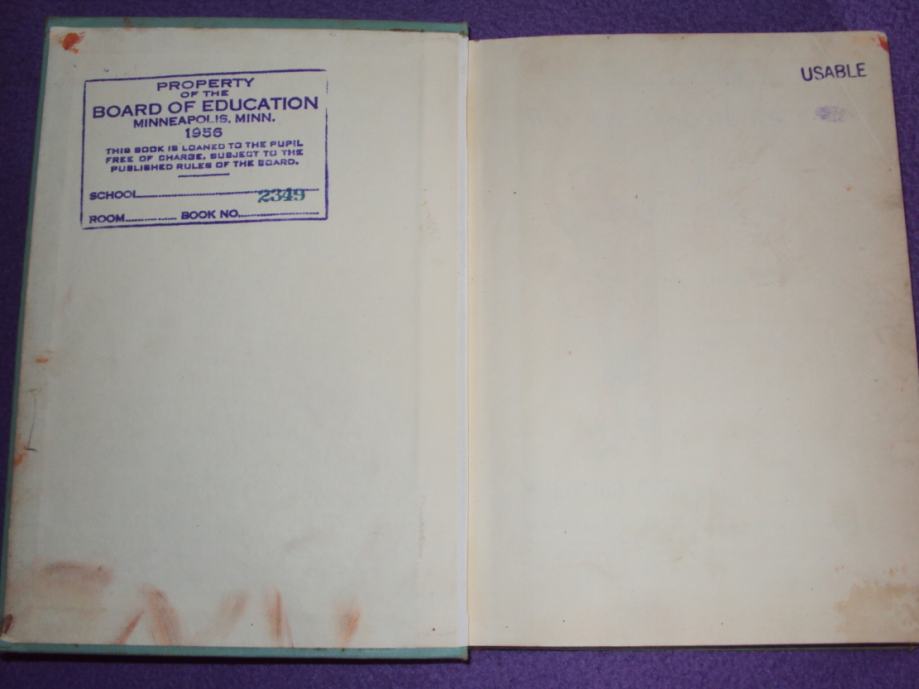 PROPERTY
OF THE
BOARD OF EDUCATION
MINNEAPOLIS, MINN.
1956
THIS BOOK IS LOANED TO THE PUPIL
FREE OF CHARGE, SUBJECT TO THE
PUBLISHED RULES OF THE BOARD.
SCHOOL 2349
ROOM BOOK NO.
USABLE